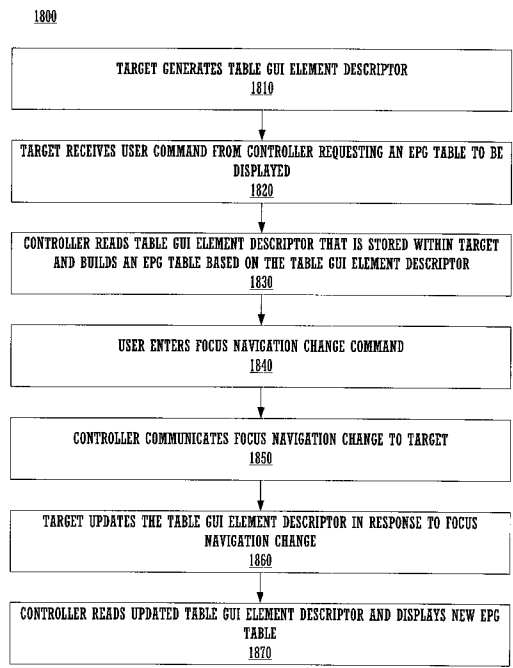 1800
TARGET GENERATES TABLE GUI ELEMENT DESCRIPTOR
1810
TARGET RECEIVES USER COMMAND FROM CONTROLLER REQUESTING AN EPG TABLE TO BE
DISPLAYED
1820
CONTROLLER READS TABLE GUI ELEMENT DESCRIPTOR THAT IS STORED WITHIN TARGET
AND BUILDS AN EPG TABLE BASED ON THE TABLE GUI ELEMENT DESCRIPTOR
1830
USER ENTERS FOCUS NAVIGATION CHANGE COMMAND
1840
CONTROLLER COMMUNICATES FOCUS NAVIGATION CHANGE TO TARGET
1850
TARGET UPDATES THE TABLE GUI ELEMENT DESCRIPTOR IN RESPONSE TO FOCUS
NAVIGATION CHANGE
1860
CONTROLLER READS UPDATED TABLE GUI ELEMENT DESCRIPTOR AND DISPLAYS NEW EPG
TABLE
1870